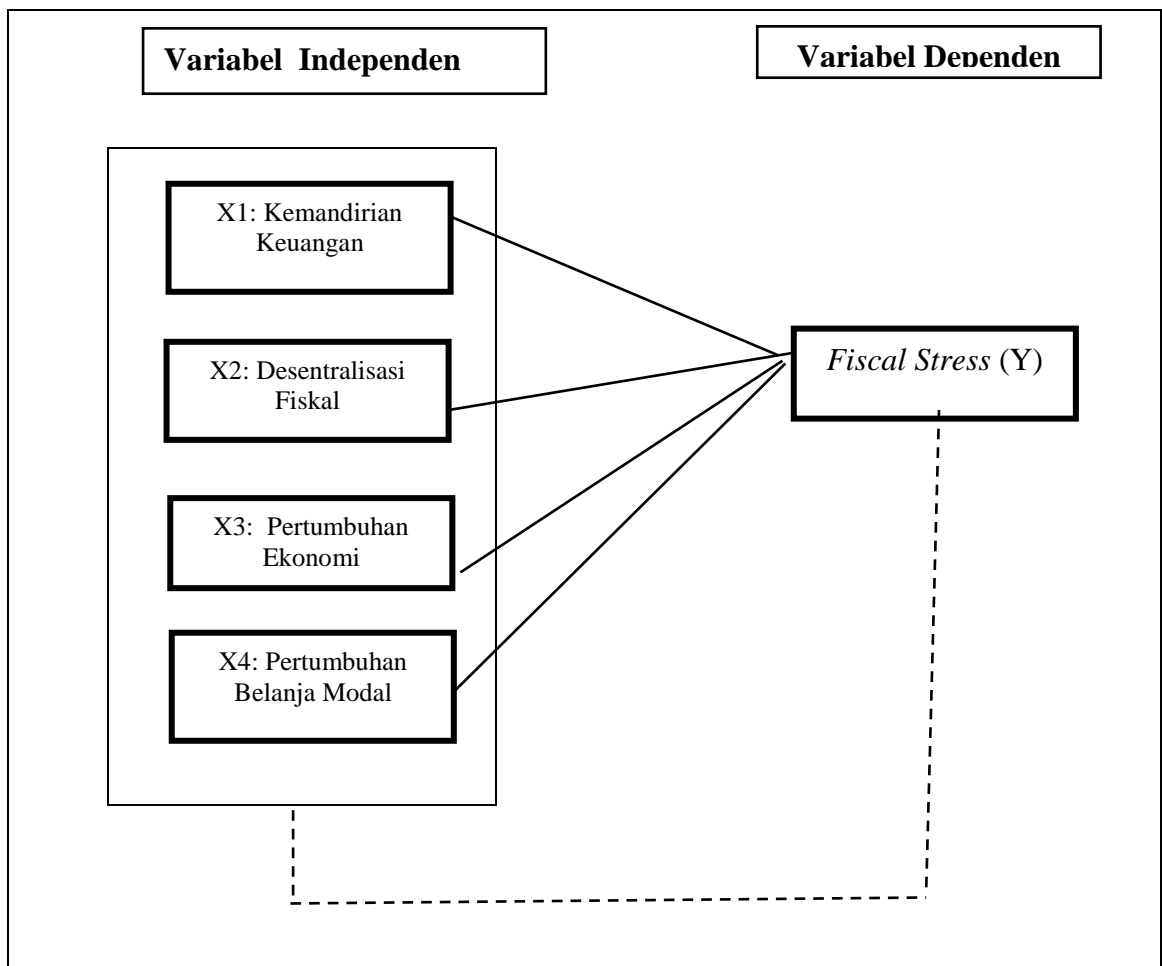 Variabel Independen
Variabel Dependen
X1: Kemandirian
Keuangan
X2: Desentralisasi
Fiskal
Fiscal Stress (Y)
X3: Pertumbuhan
Ekonomi
X4: Pertumbuhan
Belanja Modal